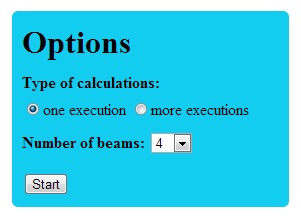 Options
Type of calculations:
one execution more executions
Number of beams: 4
Start